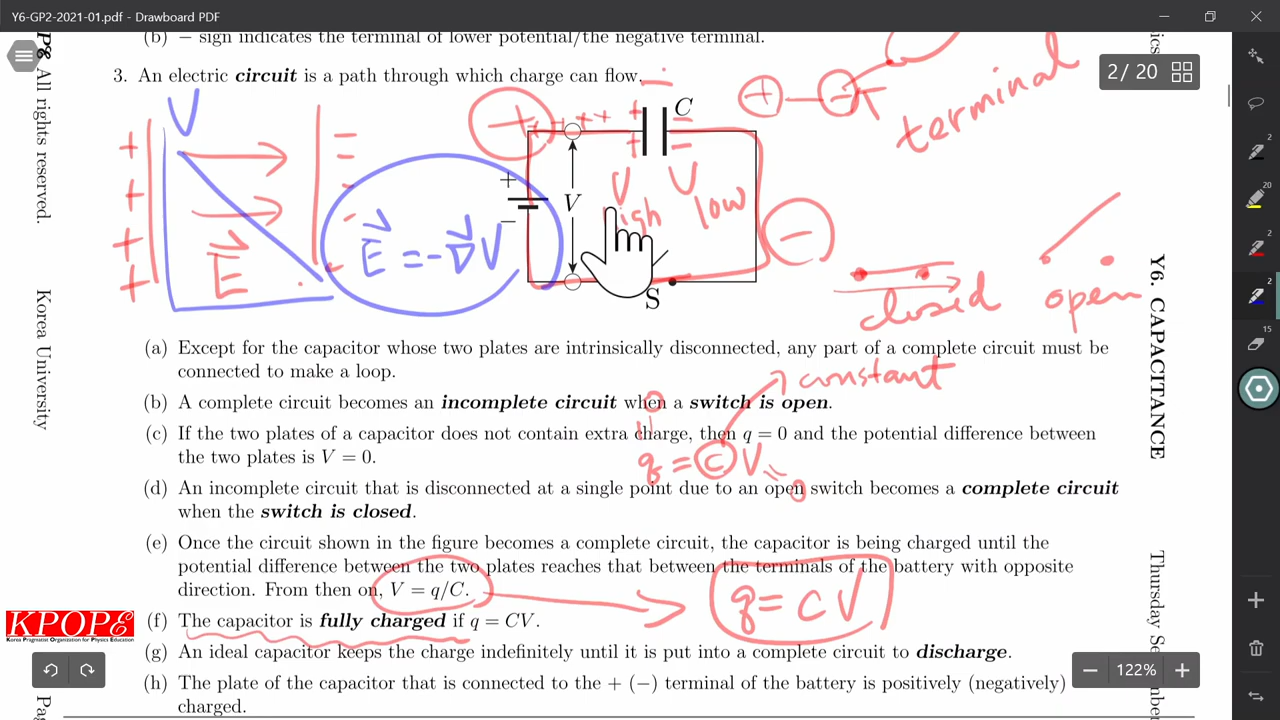 Y6-GP2-2021-01.pdf - Drawboard PDF
(b) − sign indicates the terminal of lower potential/the negative terminal.
2 / 20
3. An electric circuit is a path through which charge can flow.
terminal
V
+ + + +
E
E = -∇V
+
−
V
C
V high
V low
S
+
−
closed
open
(a) Except for the capacitor whose two plates are intrinsically disconnected, any part of a complete circuit must be
connected to make a loop.
constant
(b) A complete circuit becomes an incomplete circuit when a switch is open.
(c) If the two plates of a capacitor does not contain extra charge, then q = 0 and the potential difference between
the two plates is V = 0.
q = CV = 0
(d) An incomplete circuit that is disconnected at a single point due to an open switch becomes a complete circuit
when the switch is closed.
(e) Once the circuit shown in the figure becomes a complete circuit, the capacitor is being charged until the
potential difference between the two plates reaches that between the terminals of the battery with opposite
direction. From then on, V = q/C.
q = CV
(f) The capacitor is fully charged if q = CV.
(g) An ideal capacitor keeps the charge indefinitely until it is put into a complete circuit to discharge.
(h) The plate of the capacitor that is connected to the + (−) terminal of the battery is positively (negatively)
charged.
All rights reserved.
Korea University
KPOPE
Korea Pragmatist Organization for Physics Education
Y6. CAPACITANCE
Thursday Se
122%
20
2
2
2
15